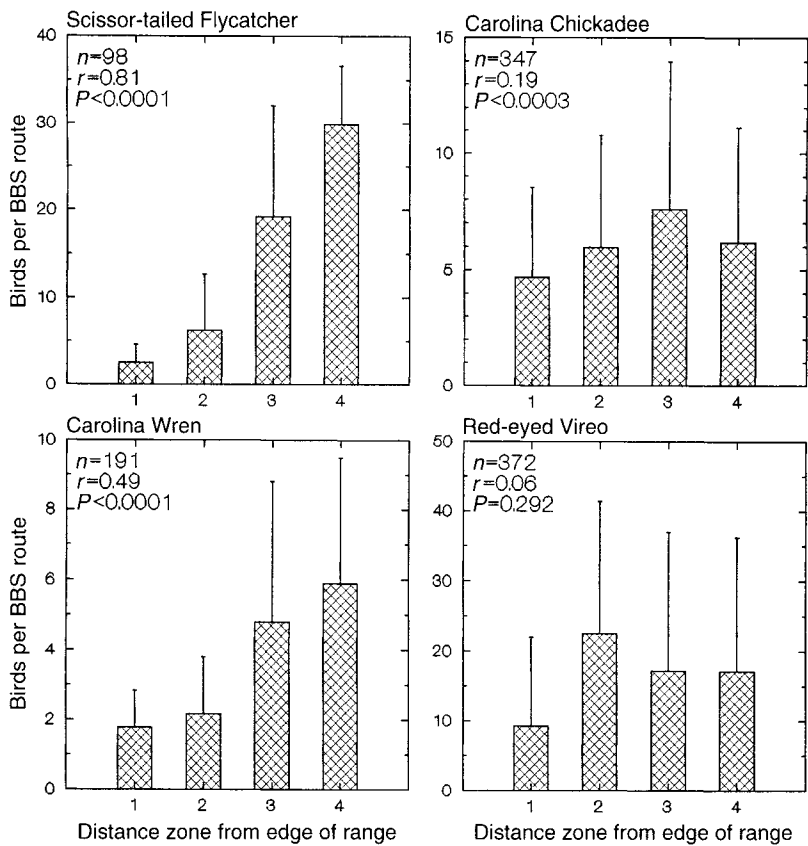 Scissor-tailed Flycatcher
n=98
r=0.81
P<0.0001
40
30
20
10
0
1 2 3 4
Birds per BBS route
Carolina Chickadee
n=347
r=0.19
P<0.0003
15
10
5
0
1 2 3 4
Carolina Wren
n=191
r=0.49
P<0.0001
10
8
6
4
2
0
1 2 3 4
Birds per BBS route
Distance zone from edge of range
Red-eyed Vireo
n=372
r=0.06
P=0.292
50
40
30
20
10
0
1 2 3 4
Distance zone from edge of range